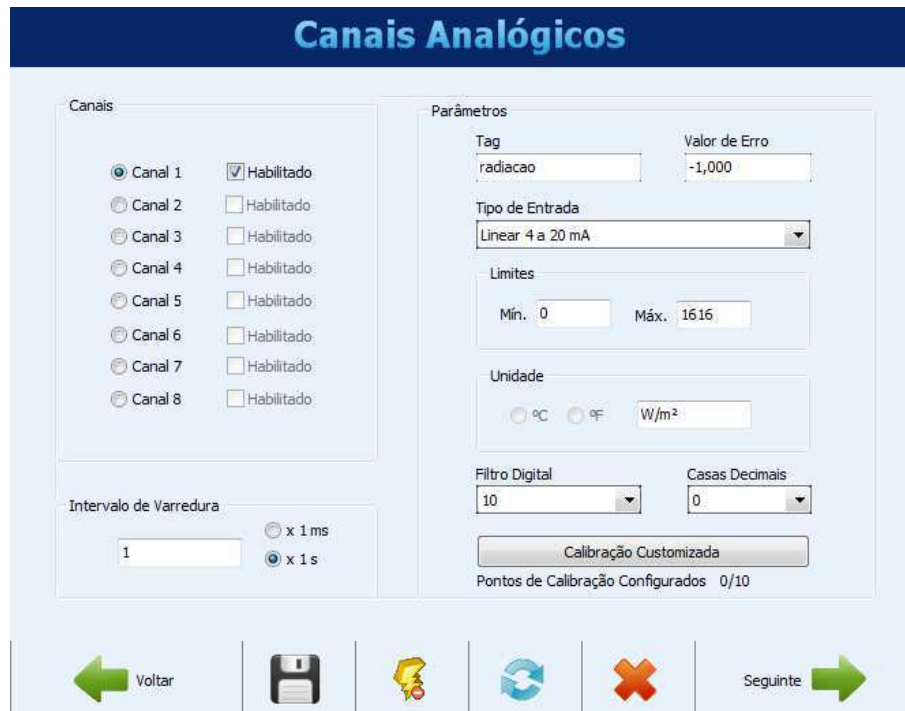 Canais Analógicos
Canais
Canal 1 Habilitado
Canal 2 Habilitado
Canal 3 Habilitado
Canal 4 Habilitado
Canal 5 Habilitado
Canal 6 Habilitado
Canal 7 Habilitado
Canal 8 Habilitado
Intervalo de Varredura
1
x 1 ms
x 1 s
Parâmetros
Tag Valor de Erro
radiacao -1,000
Tipo de Entrada
Linear 4 a 20 mA
Limites
Mín. 0 Máx. 1616
Unidade
ºC ºF W/m²
Filtro Digital Casas Decimais
10 0
Calibração Customizada
Pontos de Calibração Configurados 0/10
Voltar Seguinte